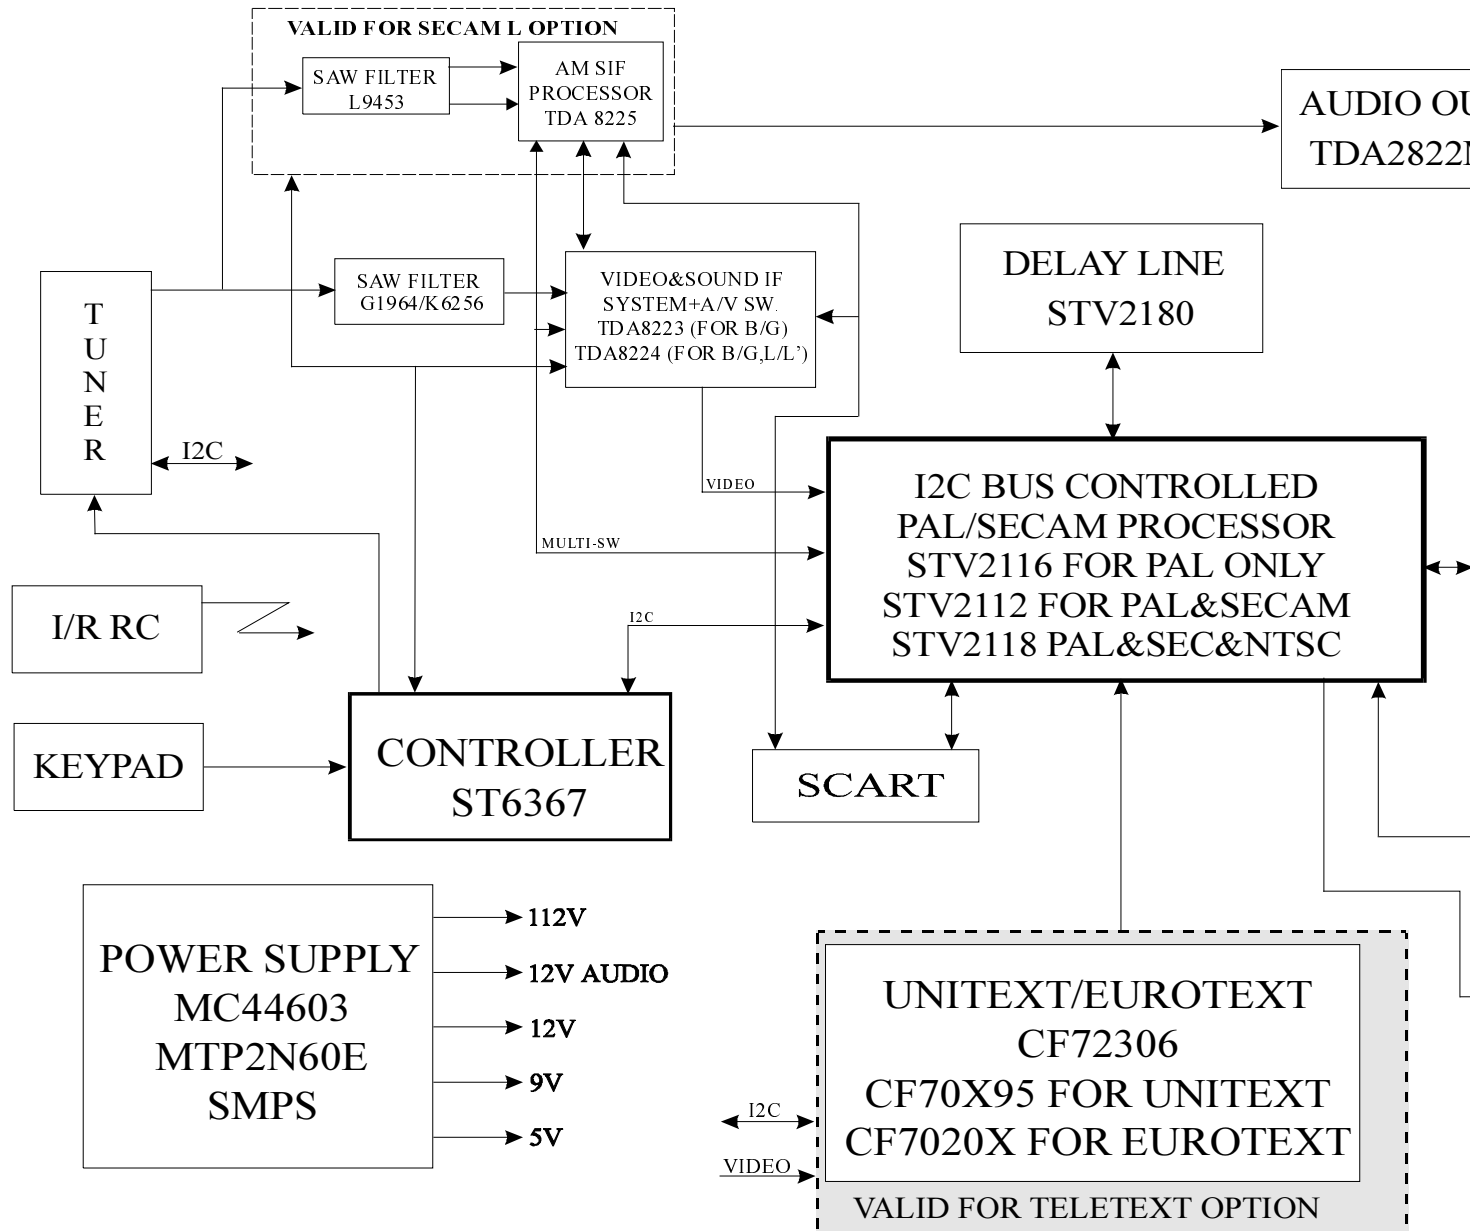 VALID FOR SECAM L OPTION
SAW FILTER
L9453
AM SIF
PROCESSOR
TDA 8225
AUDIO
TUNER
SAW FILTER
G1964/K6256
VIDEO&SOUND IF
SYSTEM+A/V SW.
TDA8223 (FOR B/G)
TDA8224 (FOR B/G,L/L’)
DELAY LINE
STV2180
I2C
VIDEO
MULTI-SW
I2C
I2C BUS CONTROLLED
PAL/SECAM PROCESSOR
STV2116 FOR PAL ONLY
STV2112 FOR PAL&SECAM
STV2118 PAL&SEC&NTSC
I/R RC
KEYPAD
CONTROLLER
ST6367
SCART
POWER SUPPLY
MC44603
MTP2N60E
SMPS
112V
12V AUDIO
12V
9V
5V
UNITEXT/EUROTEXT
CF72306
CF70X95 FOR UNITEXT
CF7020X FOR EUROTEXT
I2C
VIDEO
VALID FOR TELETEXT OPTION